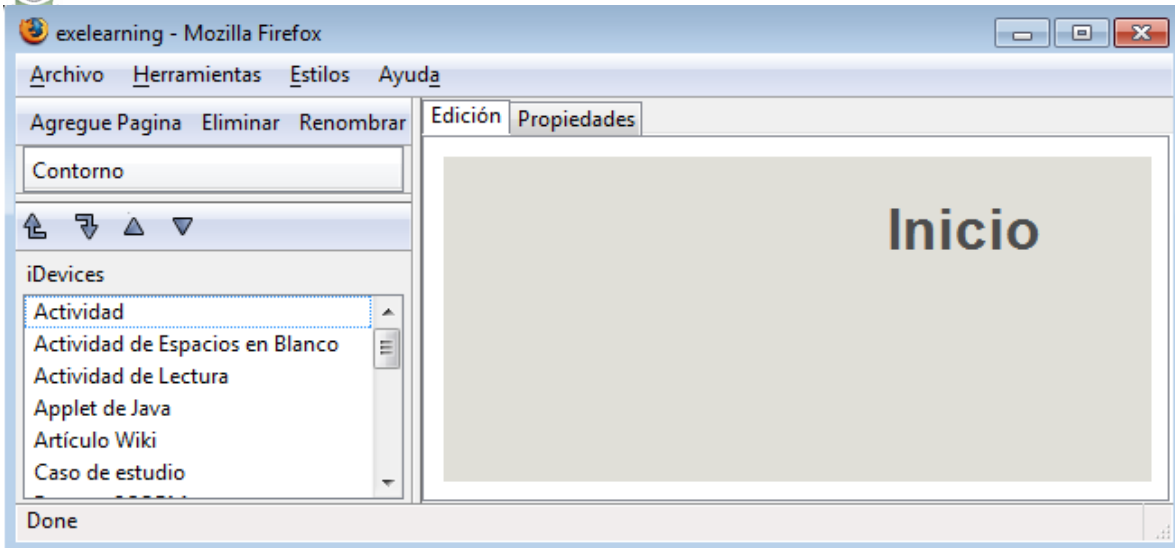 exelearning - Mozilla Firefox
Archivo Herramientas Estilos Ayuda
Agregue Pagina Eliminar Renombrar
Contorno
iDevices
Actividad
Actividad de Espacios en Blanco
Actividad de Lectura
Applet de Java
Artículo Wiki
Caso de estudio
Edición Propiedades
Inicio
Done